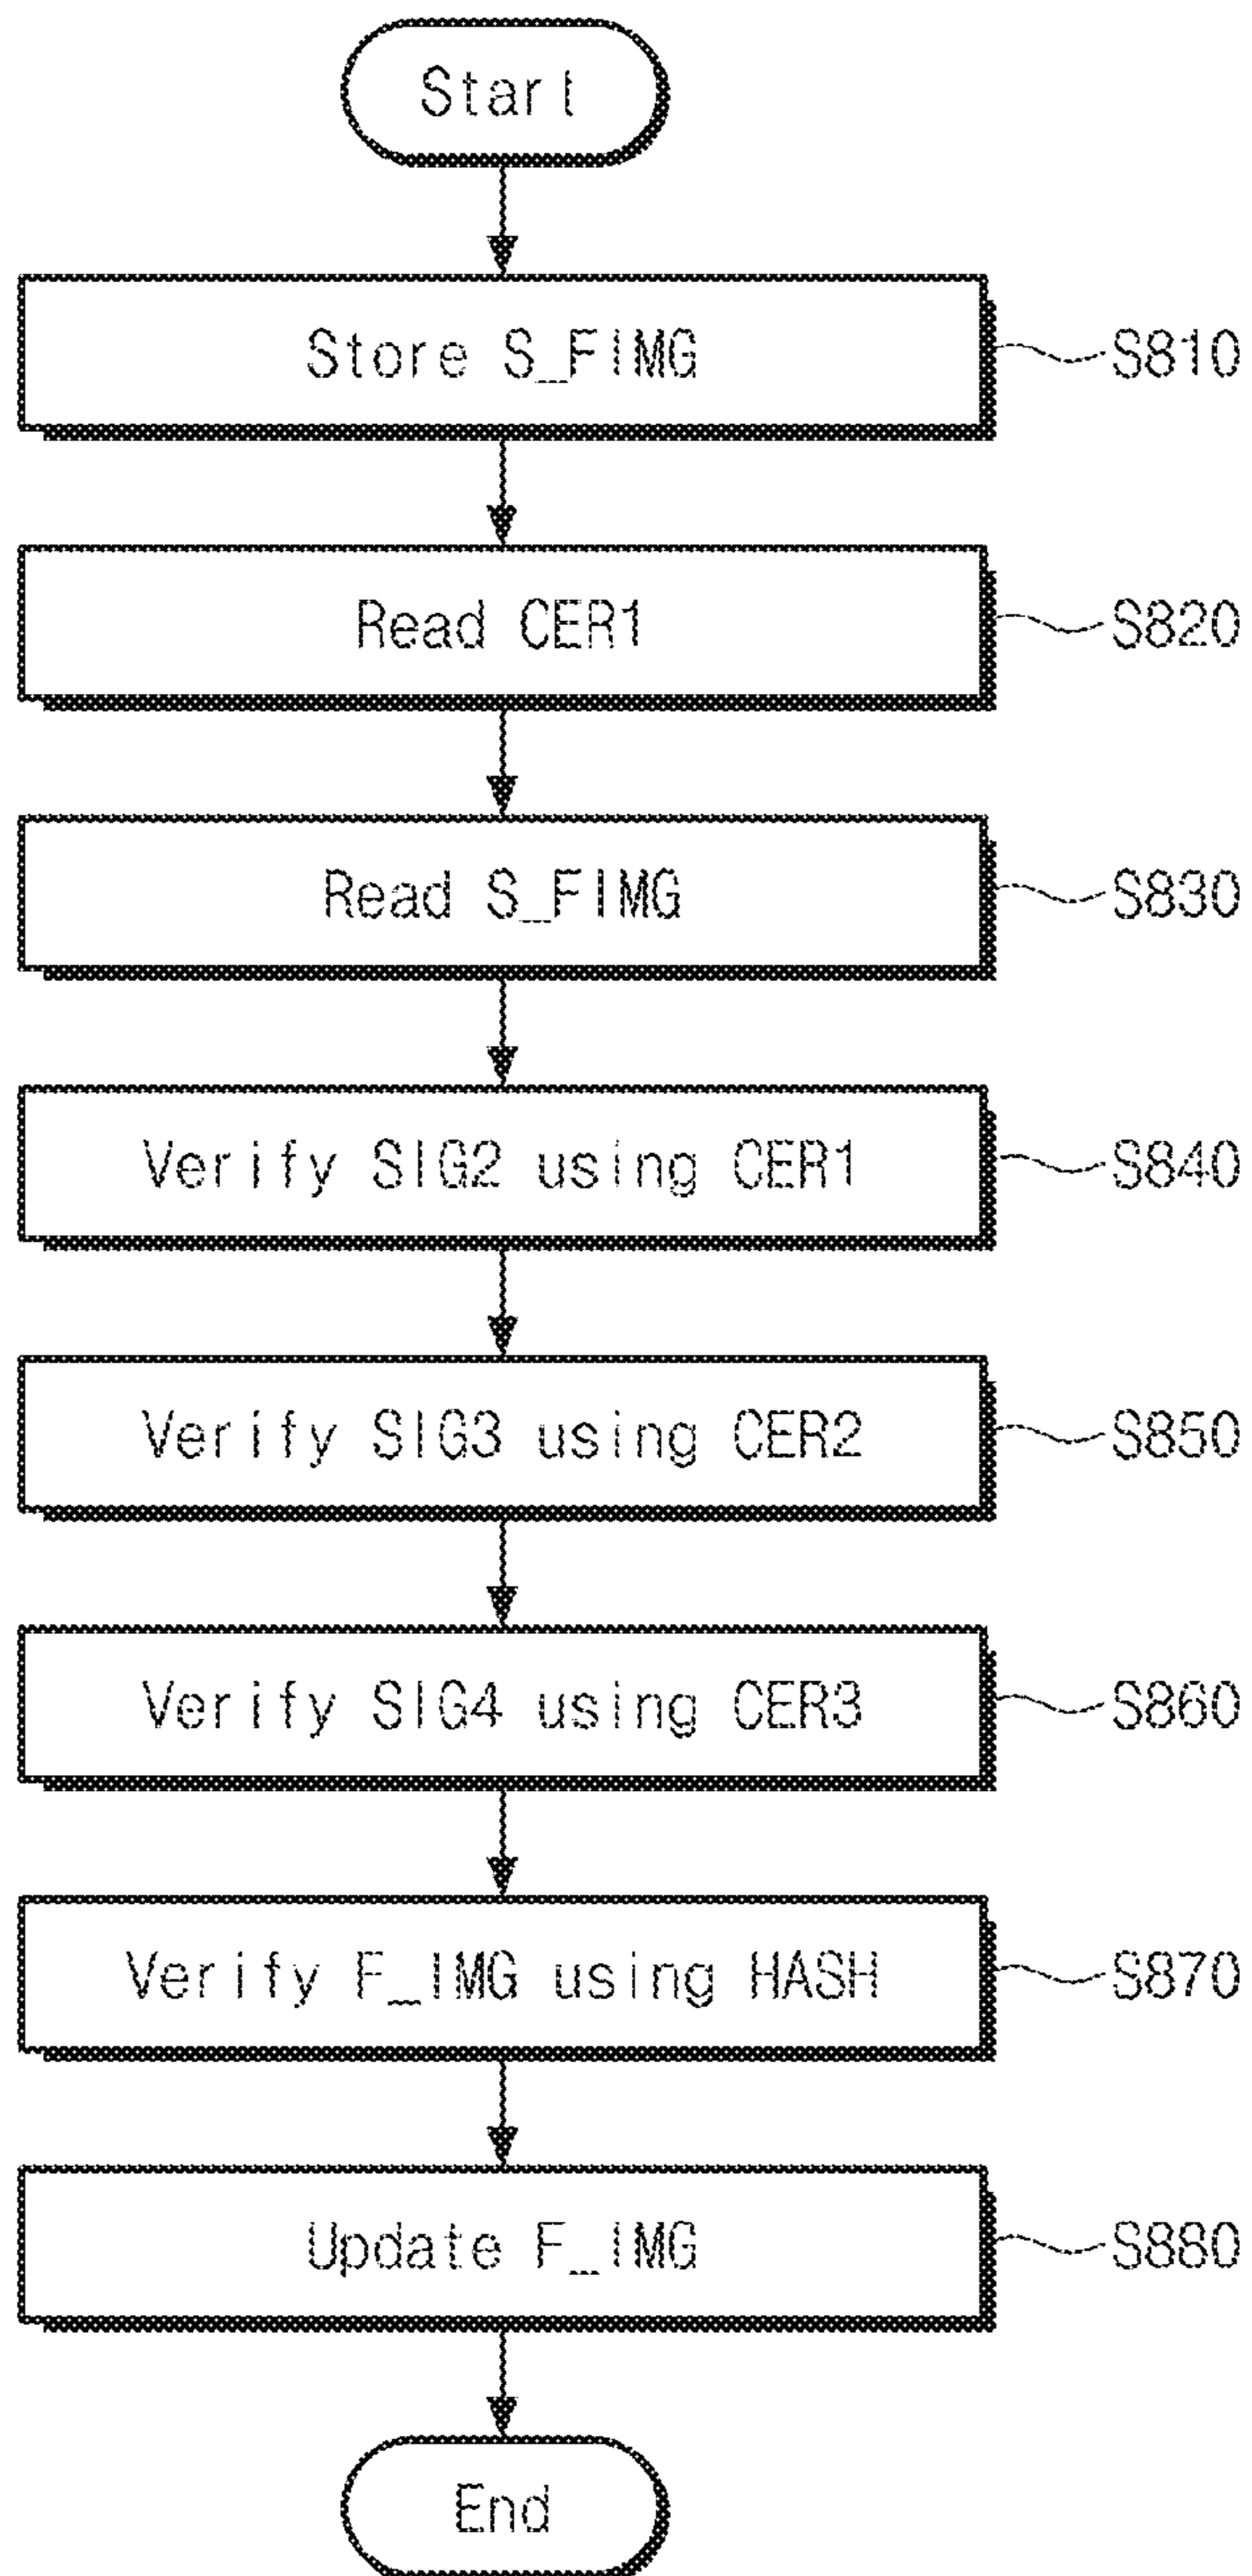 Start
Store S_FIMG
S810
Read CER1
S820
Read S_FIMG
S830
Verify SIG2 using CER1
S840
Verify SIG3 using CER2
S850
Verify SIG4 using CER3
S860
Verify F_IMG using HASH
S870
Update F_IMG
S880
End